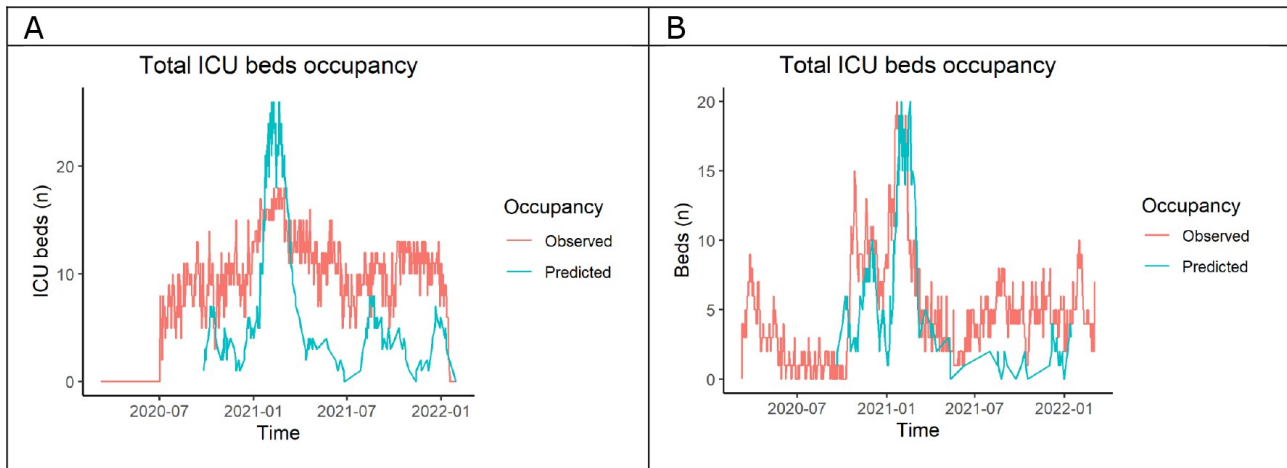 A
Total ICU beds occupancy
ICU beds (n)
20
10
0
2020-07
2021-01
2021-07
2022-01
Time
Occupancy
Observed
Predicted
B
Total ICU beds occupancy
Beds (n)
20
15
10
5
0
2020-07
2021-01
2021-07
2022-01
Time
Occupancy
Observed
Predicted